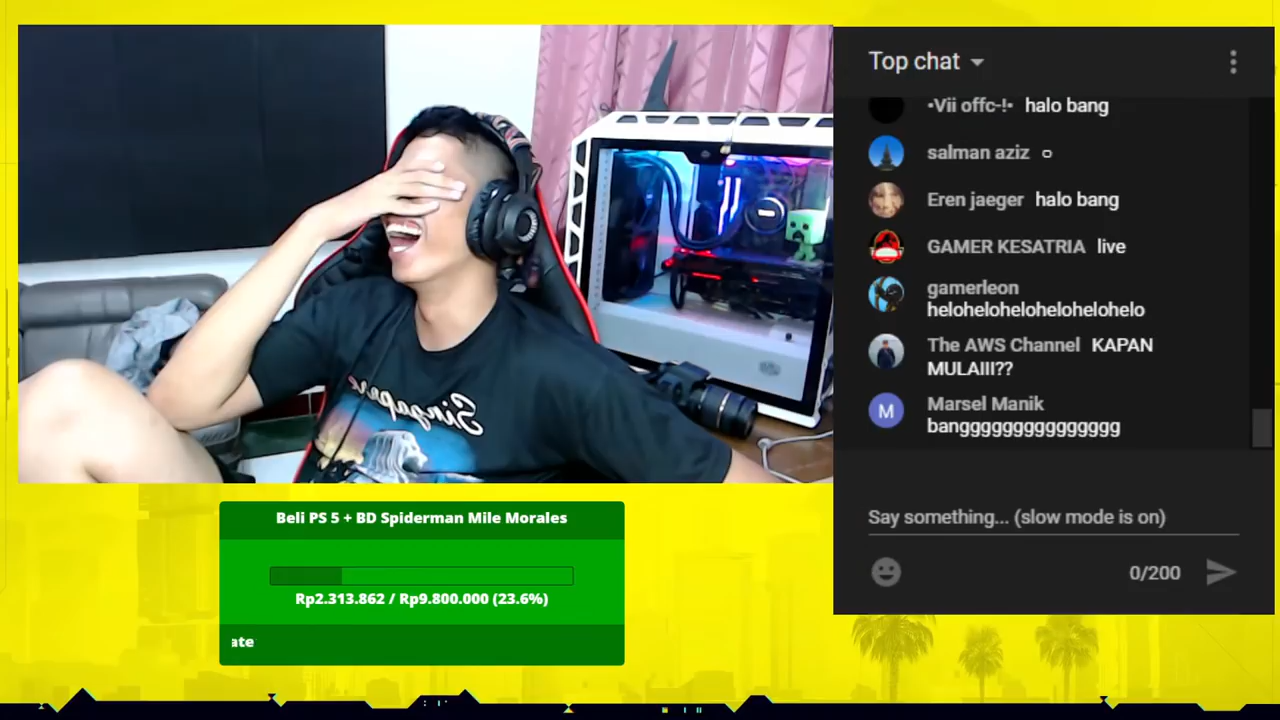 Top chat
•Vii offc-!• halo bang
salman aziz
Eren jaeger halo bang
GAMER KESATRIA live
gamerleon
helohelohelohelohelohelo
The AWS Channel KAPAN
MULAIII??
M Marsel Manik
banggggggggggggggg
Say something... (slow mode is on)
0/200
Singapore
Beli PS 5 + BD Spiderman Mile Morales
Rp2.313.862 / Rp9.800.000 (23.6%)
ate